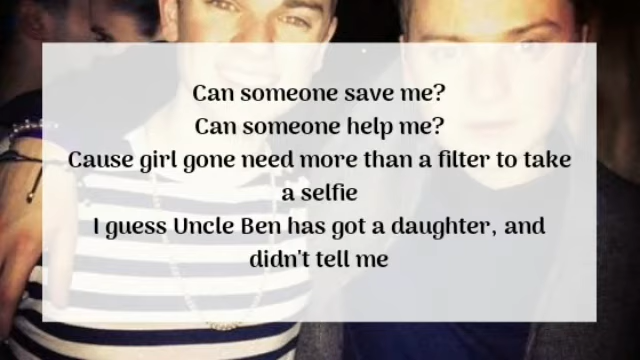 Can someone save me?
Can someone help me?
Cause girl gone need more than a filter to take
a selfie
I guess Uncle Ben has got a daughter, and
didn't tell me